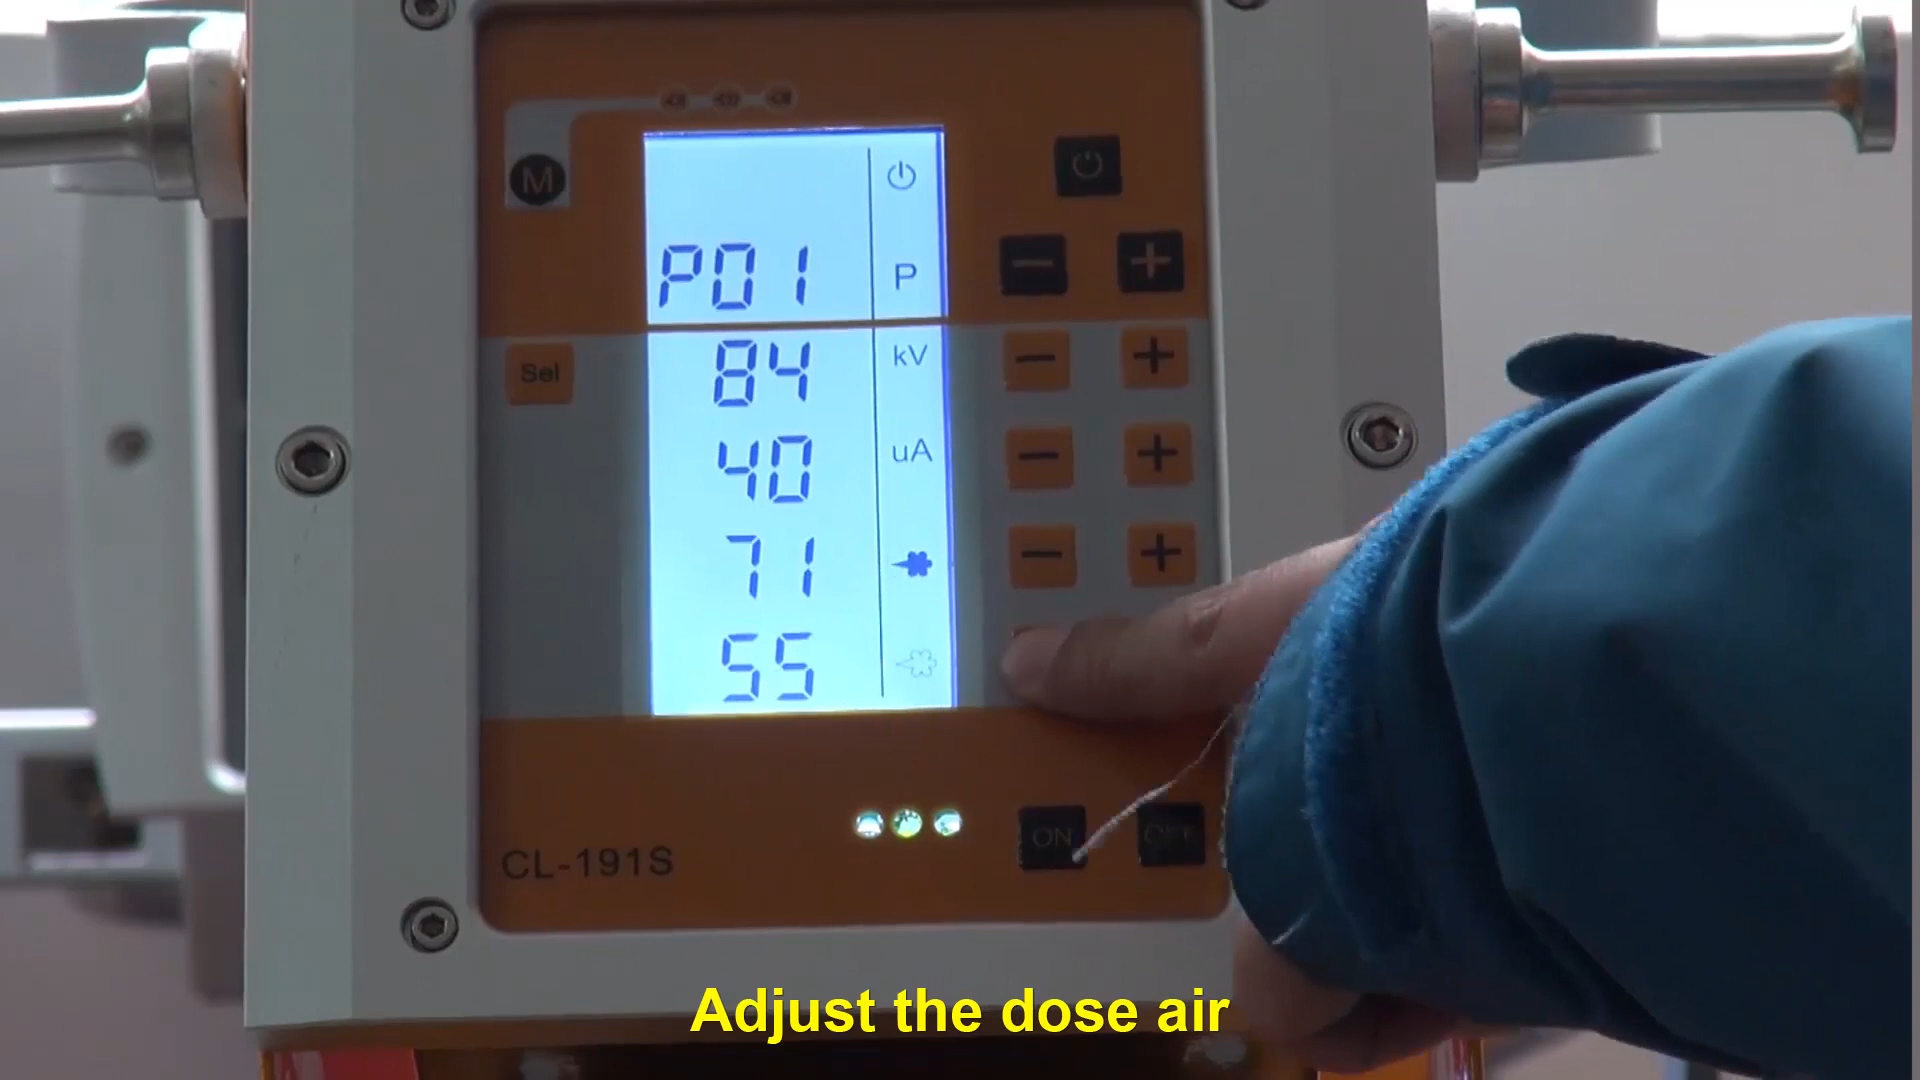 M
P01 P
Sel 84 kV
40 uA
71
55
CL-191S
ON OFF
Adjust the dose air